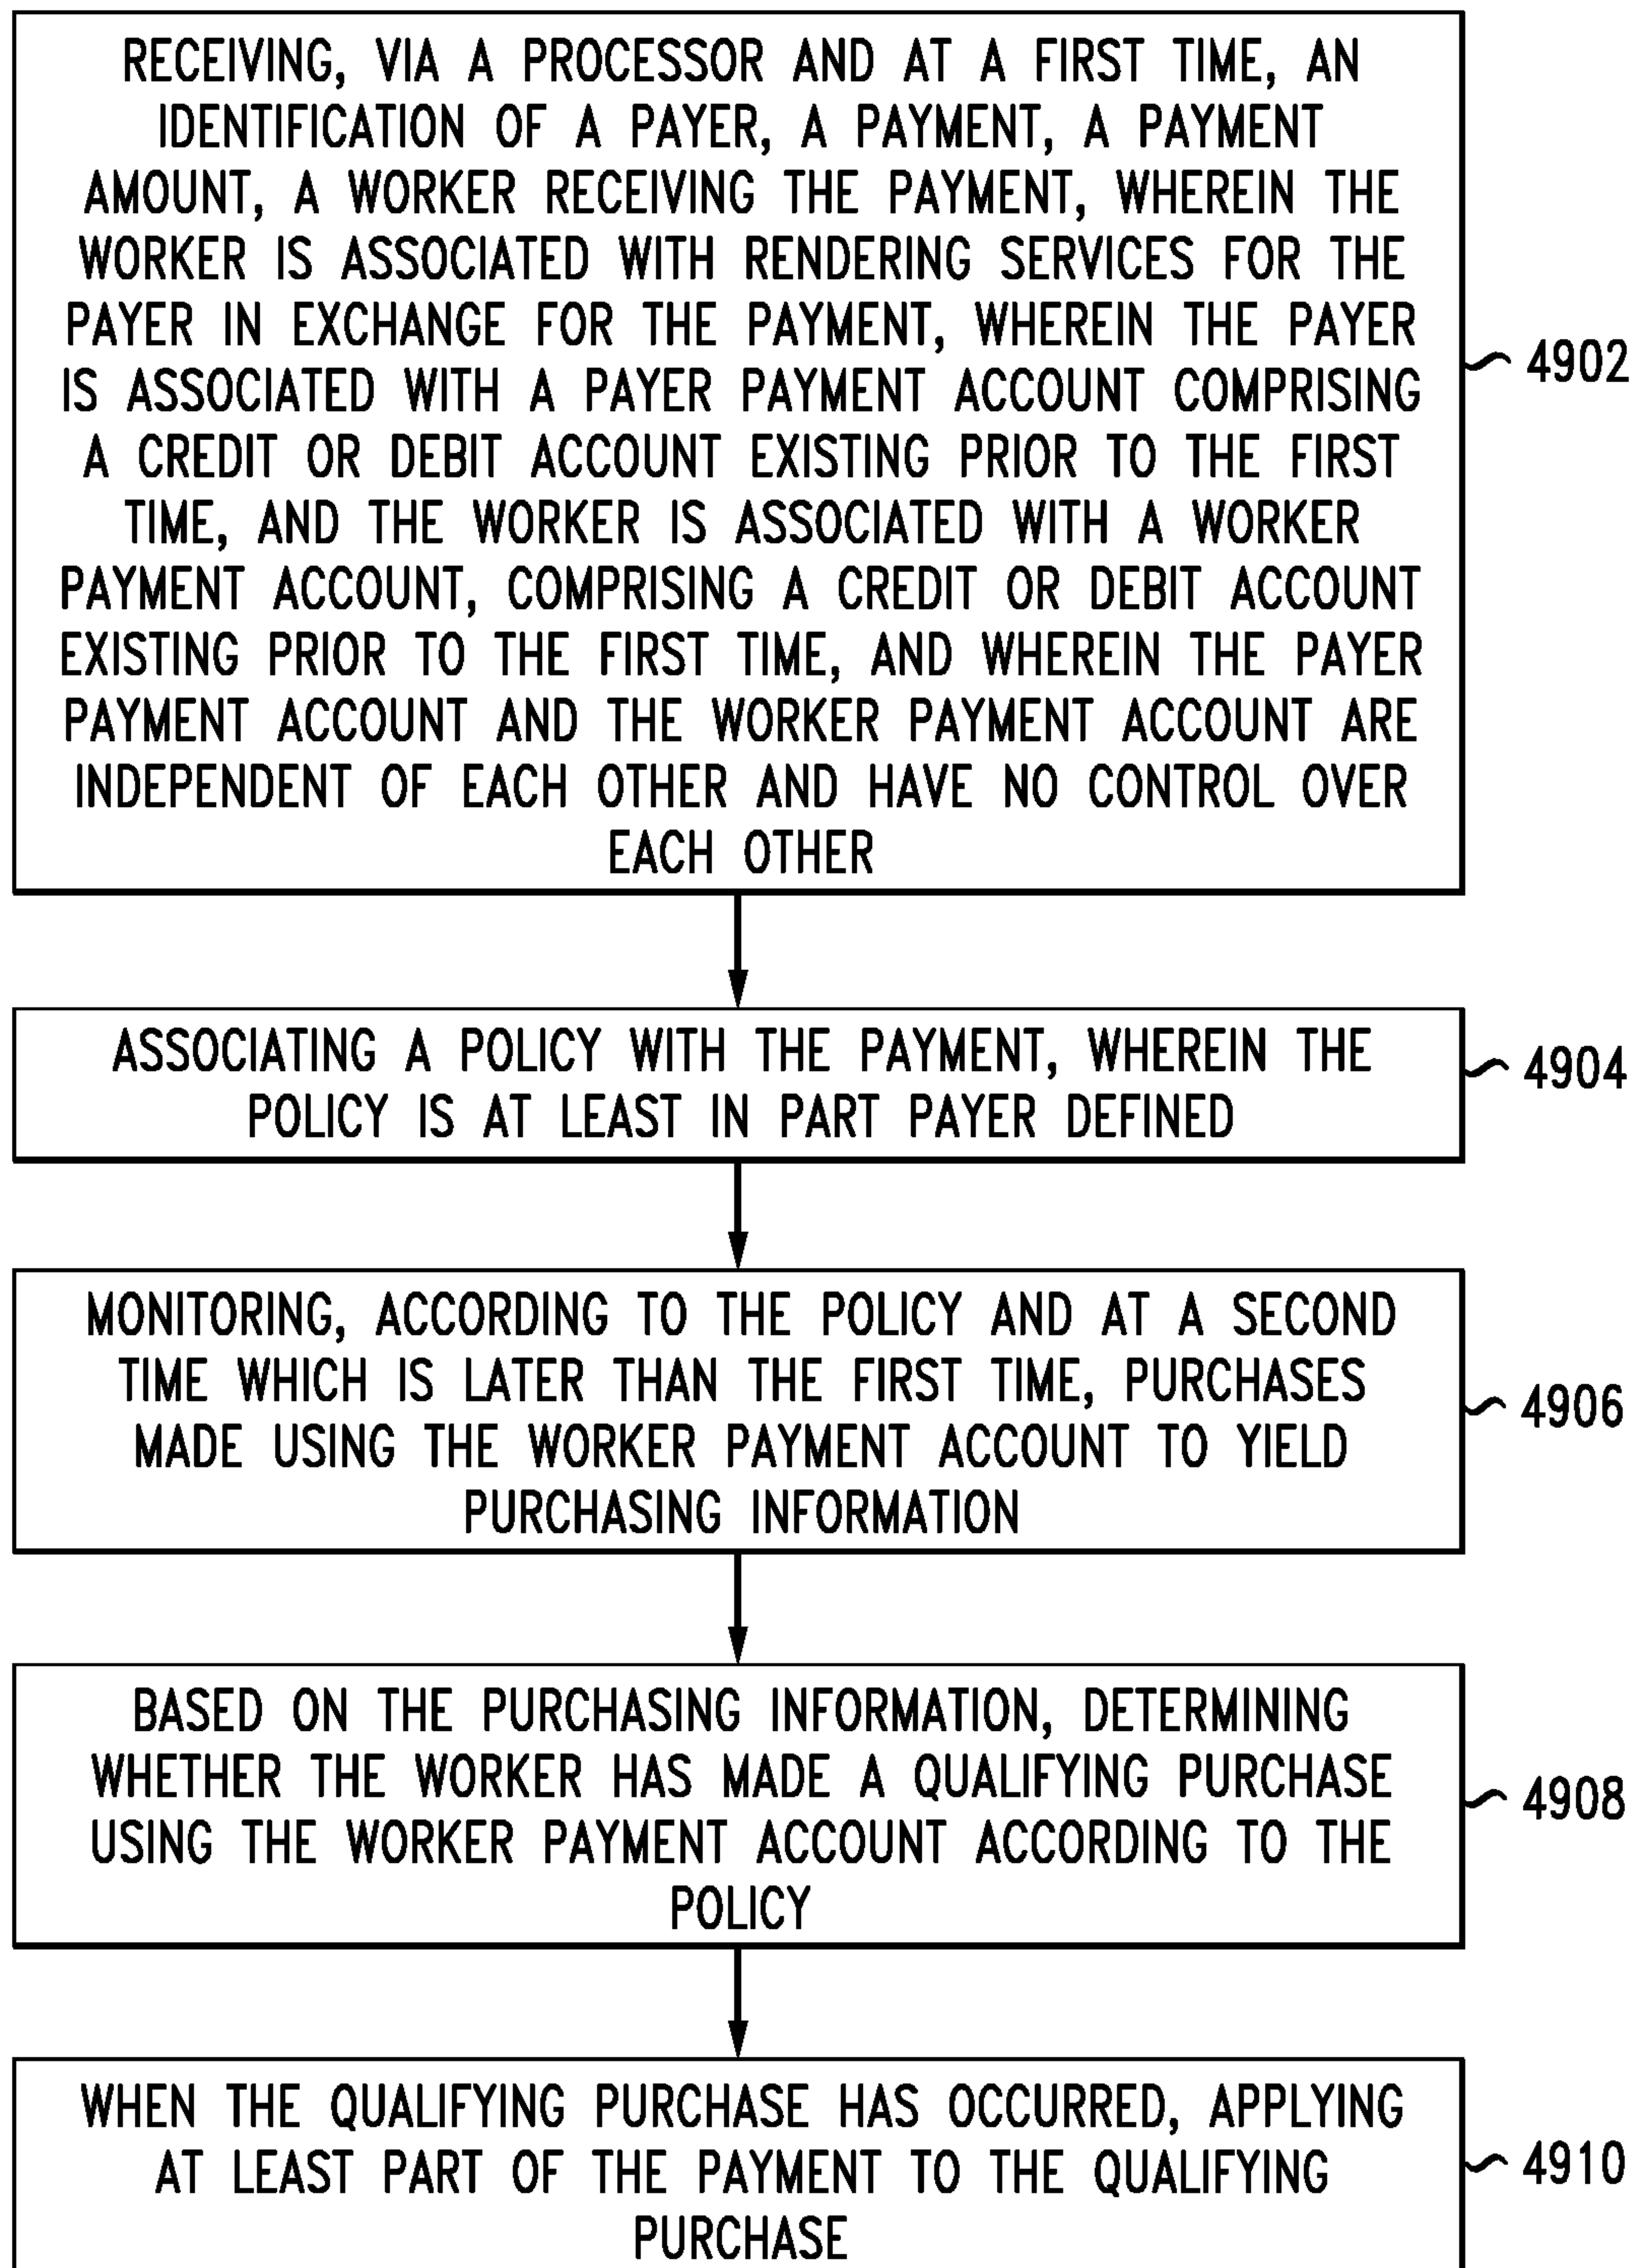 RECEIVING, VIA A PROCESSOR AND AT A FIRST TIME, AN
IDENTIFICATION OF A PAYER, A PAYMENT, A PAYMENT
AMOUNT, A WORKER RECEIVING THE PAYMENT, WHEREIN THE
WORKER IS ASSOCIATED WITH RENDERING SERVICES FOR THE
PAYER IN EXCHANGE FOR THE PAYMENT, WHEREIN THE PAYER
IS ASSOCIATED WITH A PAYER PAYMENT ACCOUNT COMPRISING
A CREDIT OR DEBIT ACCOUNT EXISTING PRIOR TO THE FIRST
TIME, AND THE WORKER IS ASSOCIATED WITH A WORKER
PAYMENT ACCOUNT, COMPRISING A CREDIT OR DEBIT ACCOUNT
EXISTING PRIOR TO THE FIRST TIME, AND WHEREIN THE PAYER
PAYMENT ACCOUNT AND THE WORKER PAYMENT ACCOUNT ARE
INDEPENDENT OF EACH OTHER AND HAVE NO CONTROL OVER
EACH OTHER
4902
ASSOCIATING A POLICY WITH THE PAYMENT, WHEREIN THE
POLICY IS AT LEAST IN PART PAYER DEFINED
4904
MONITORING, ACCORDING TO THE POLICY AND AT A SECOND
TIME WHICH IS LATER THAN THE FIRST TIME, PURCHASES
MADE USING THE WORKER PAYMENT ACCOUNT TO YIELD
PURCHASING INFORMATION
4906
BASED ON THE PURCHASING INFORMATION, DETERMINING
WHETHER THE WORKER HAS MADE A QUALIFYING PURCHASE
USING THE WORKER PAYMENT ACCOUNT ACCORDING TO THE
POLICY
4908
WHEN THE QUALIFYING PURCHASE HAS OCCURRED, APPLYING
AT LEAST PART OF THE PAYMENT TO THE QUALIFYING
PURCHASE
4910